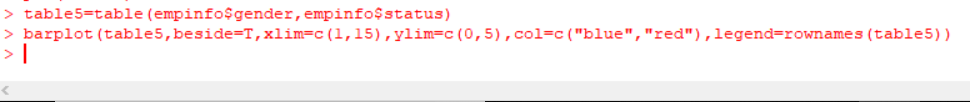 > table5=table(empinfo$gender,empinfo$status)
> barplot(table5,beside=T,xlim=c(1,15),ylim=c(0,5),col=c("blue","red"),legend=rownames(table5))
>